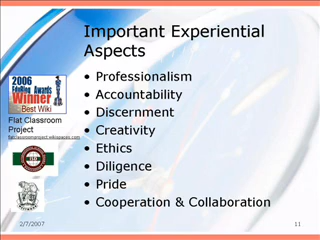 Important Experiential
Aspects
• Professionalism
• Accountability
• Discernment
• Creativity
• Ethics
• Diligence
• Pride
• Cooperation & Collaboration
2006
EduBlog Awards
Winner
Best Wiki
Flat Classroom
Project
flatclassroomproject.wikispaces.com
2/7/2007
11